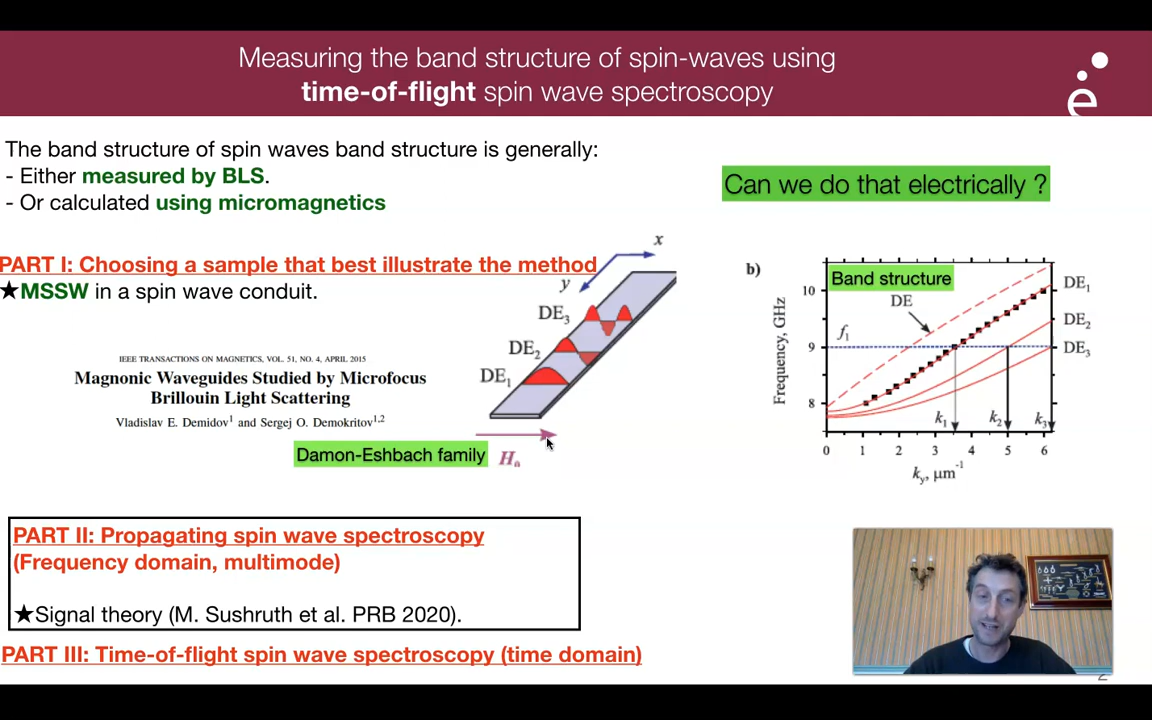 Measuring the band structure of spin-waves using
time-of-flight spin wave spectroscopy
The band structure of spin waves band structure is generally:
- Either measured by BLS.
- Or calculated using micromagnetics
Can we do that electrically ?
PART I: Choosing a sample that best illustrate the method
★MSSW in a spin wave conduit.
IEEE TRANSACTIONS ON MAGNETICS, VOL. 51, NO. 4, APRIL 2015
Magnonic Waveguides Studied by Microfocus
Brillouin Light Scattering
Vladislav E. Demidov1 and Sergej O. Demokritov1,2
x
y
DE3
DE2
DE1
Damon-Eshbach family
H0
b)
Band structure
DE
f1
DE1
DE2
DE3
Frequency, GHz
10
9
8
k1
k2
k3
0 1 2 3 4 5 6
ky, μm-1
PART II: Propagating spin wave spectroscopy
(Frequency domain, multimode)
★Signal theory (M. Sushruth et al. PRB 2020).
PART III: Time-of-flight spin wave spectroscopy (time domain)